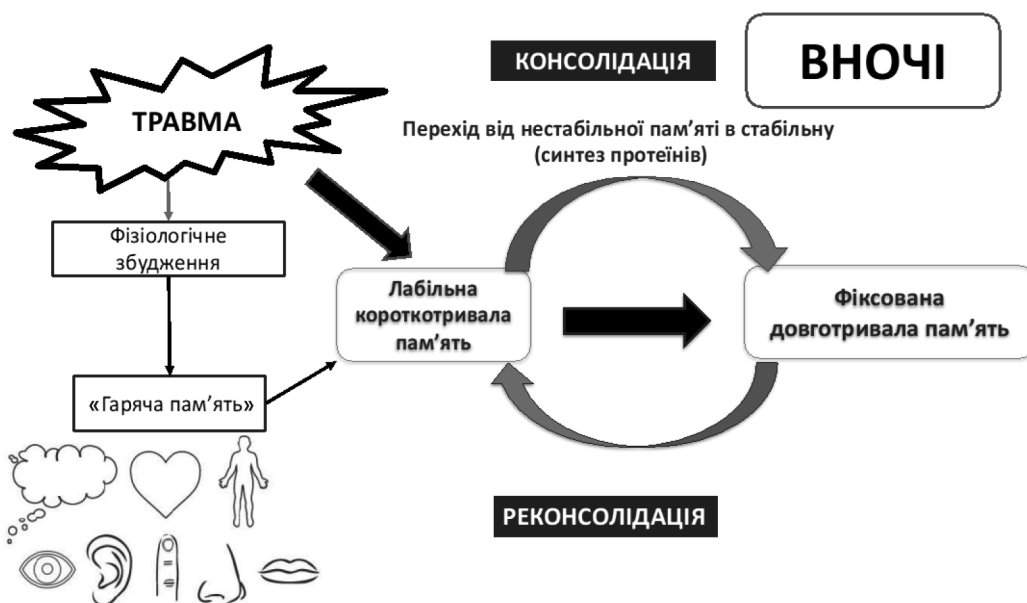 КОНСОЛІДАЦІЯ
ВНОЧІ
ТРАВМА
Перехід від нестабільної пам’яті в стабільну
(синтез протеїнів)
Фізіологічне
збудження
Лабільна
короткотривала
пам’ять
Фіксована
довготривала пам’ять
«Гаряча пам’ять»
РЕКОНСОЛІДАЦІЯ